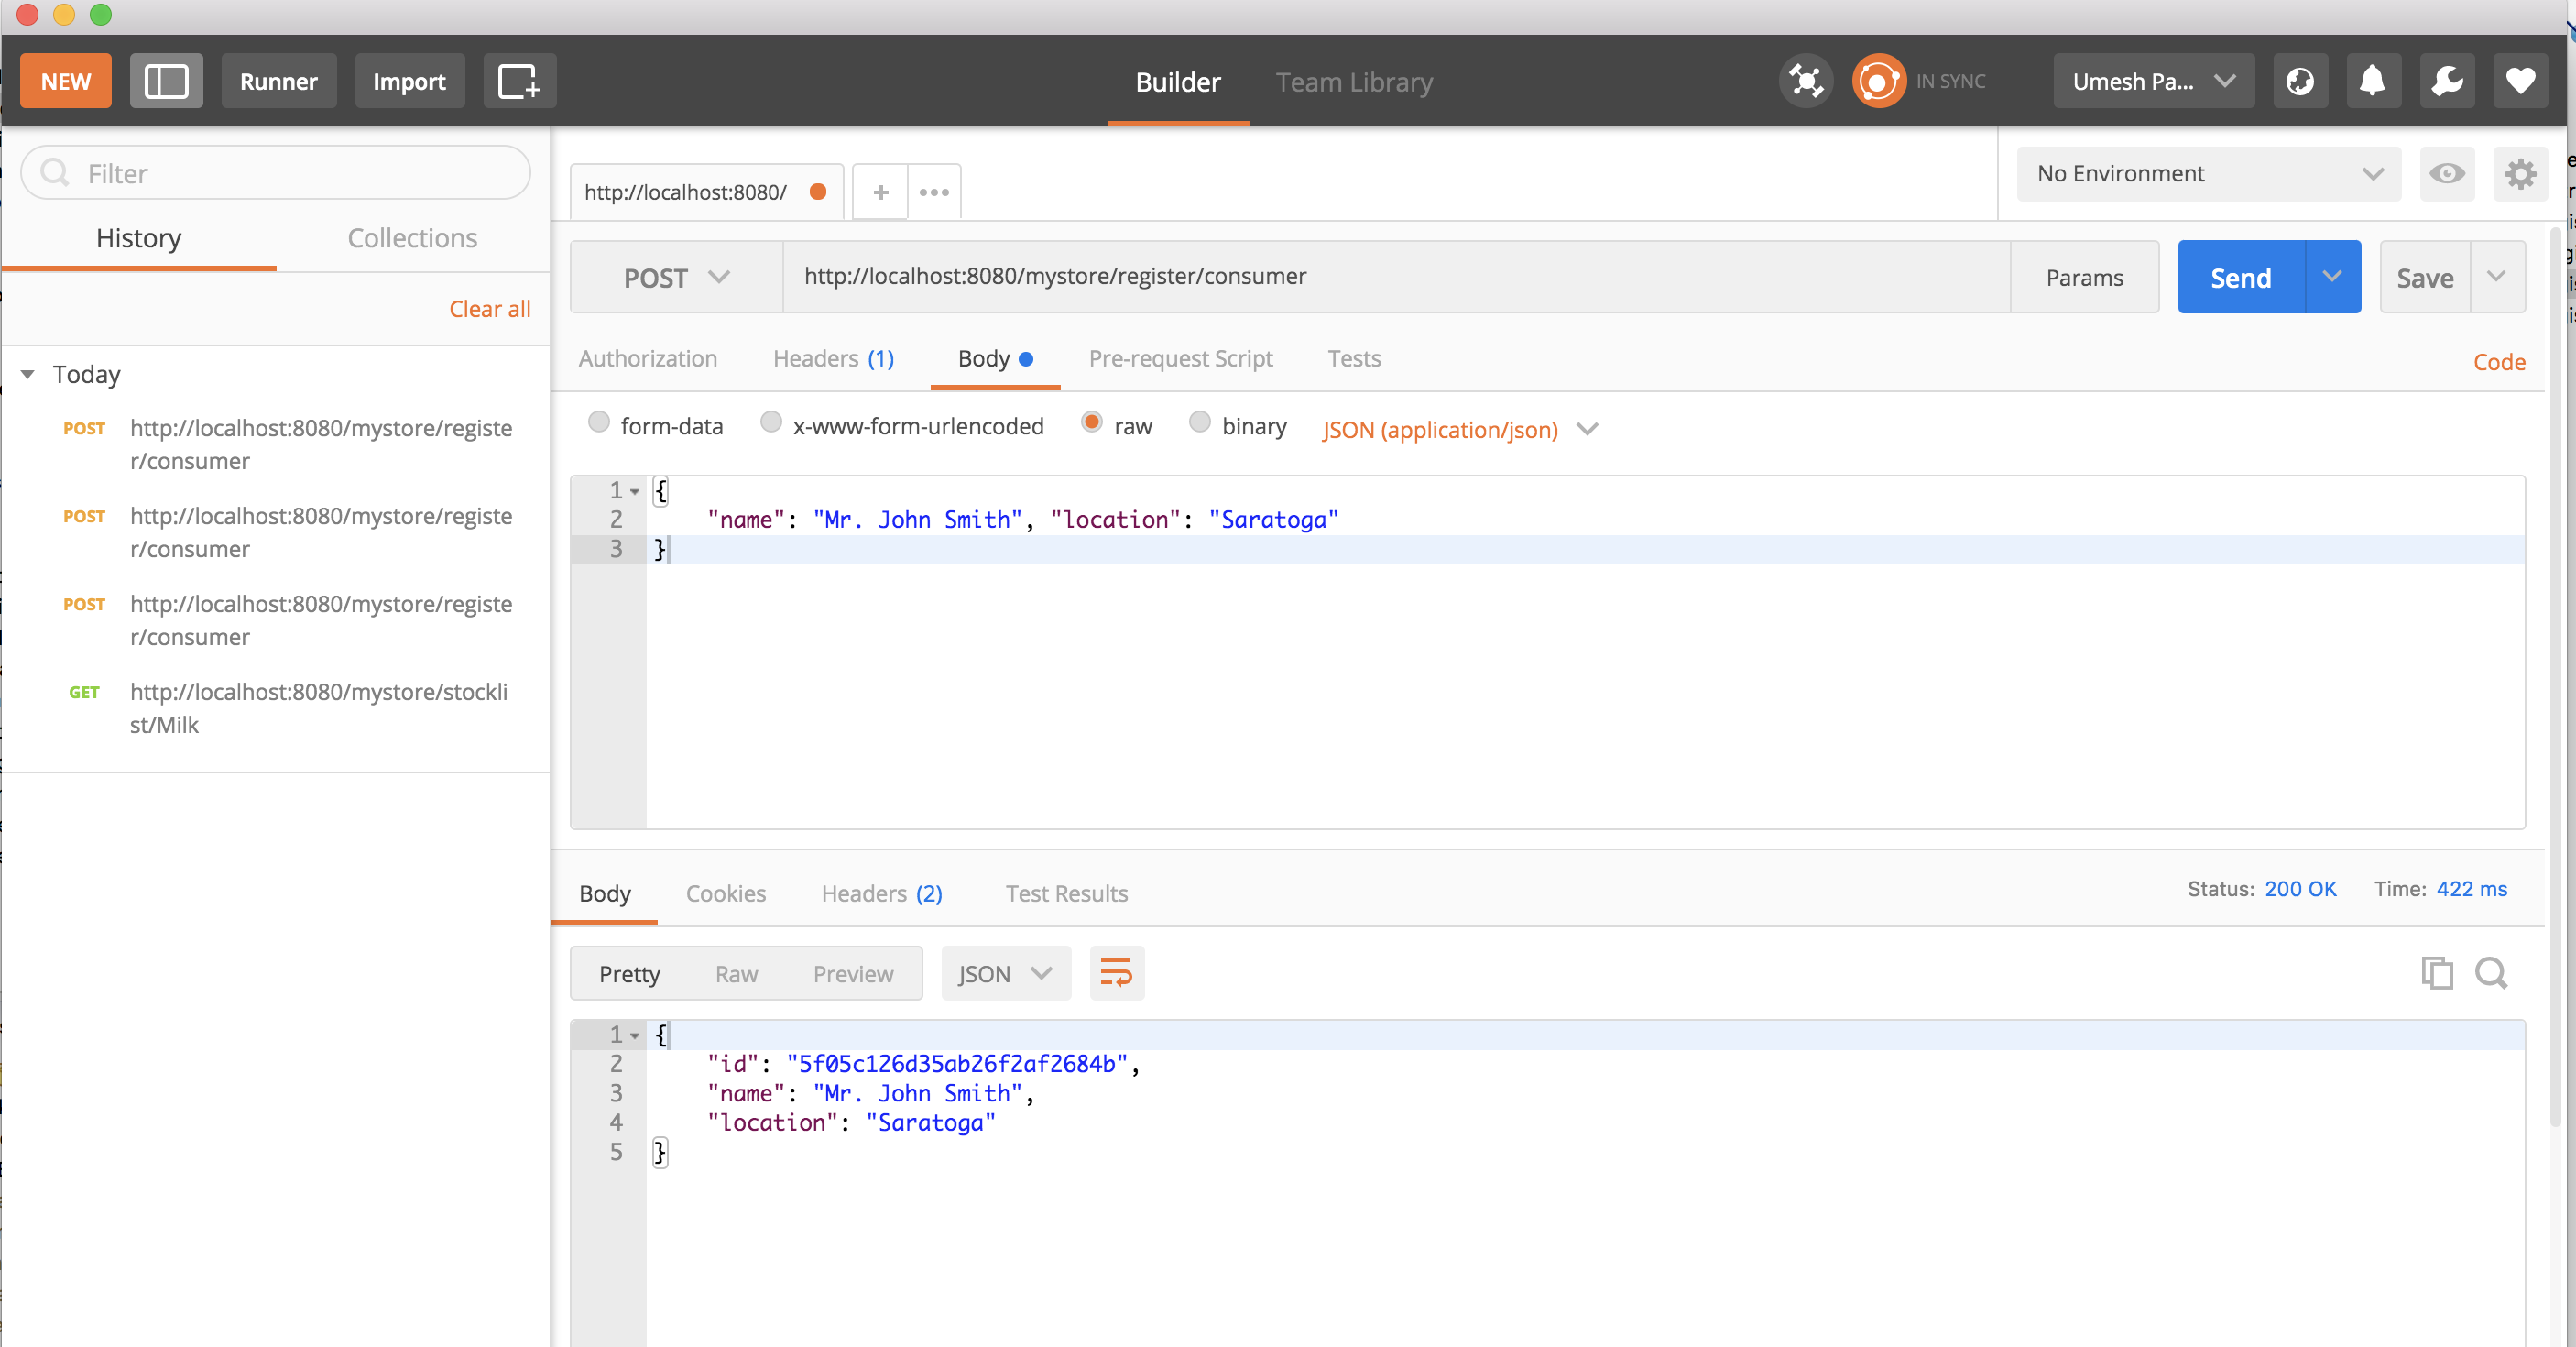 NEW Runner Import Builder Team Library IN SYNC Umesh Pa...
Filter
History Collections
Clear all
Today
POST http://localhost:8080/mystore/registe
r/consumer
POST http://localhost:8080/mystore/registe
r/consumer
POST http://localhost:8080/mystore/registe
r/consumer
GET http://localhost:8080/mystore/stockli
st/Milk
http://localhost:8080/ + •••
No Environment
POST http://localhost:8080/mystore/register/consumer Params Send Save
Authorization Headers (1) Body Pre-request Script Tests Code
form-data x-www-form-urlencoded raw binary JSON (application/json)
1 {
2 "name": "Mr. John Smith", "location": "Saratoga"
3 }
Body Cookies Headers (2) Test Results Status: 200 OK Time: 422 ms
Pretty Raw Preview JSON
1 {
2 "id": "5f05c126d35ab26f2af2684b",
3 "name": "Mr. John Smith",
4 "location": "Saratoga"
5 }